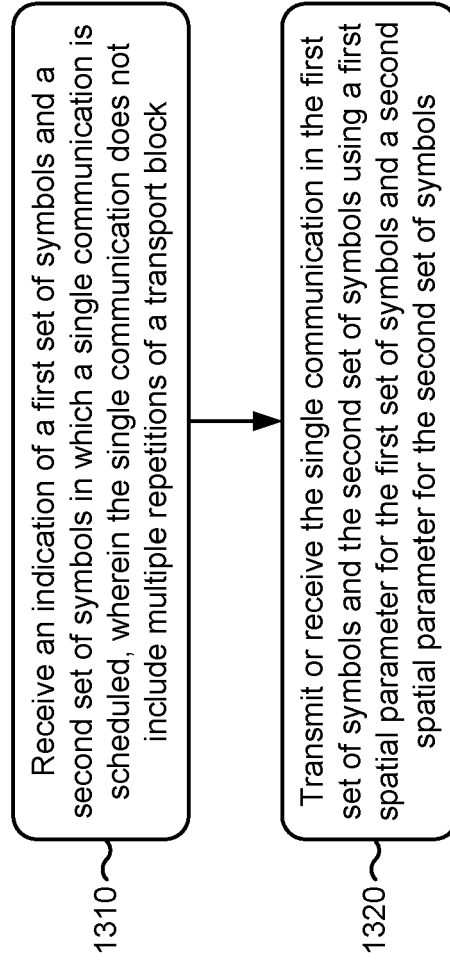 1310
Receive an indication of a first set of symbols and a
second set of symbols in which a single communication is
scheduled, wherein the single communication does not
include multiple repetitions of a transport block
1320
Transmit or receive the single communication in the first
set of symbols and the second set of symbols using a first
spatial parameter for the first set of symbols and a second
spatial parameter for the second set of symbols